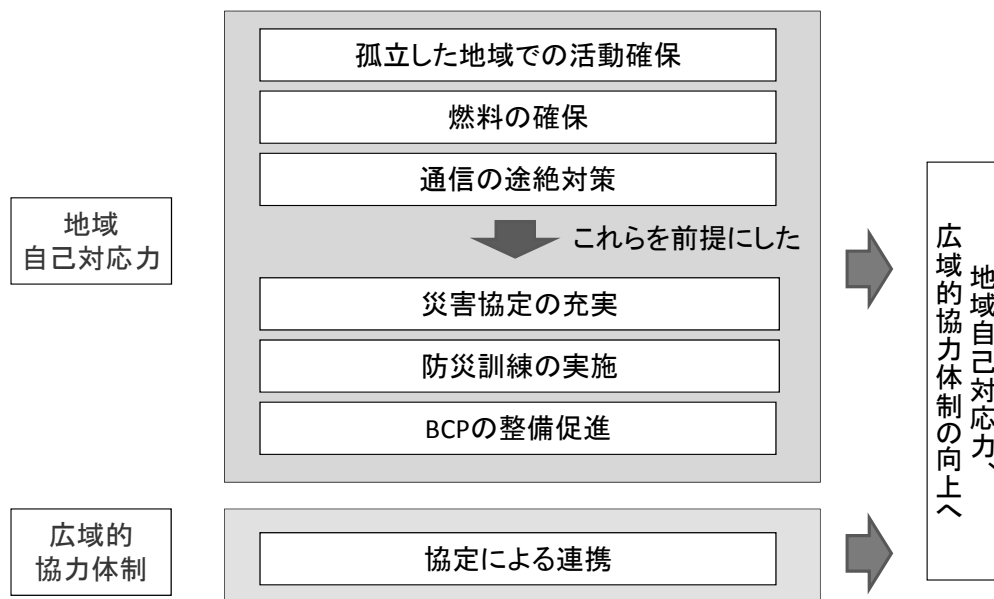 地域
自己対応力
孤立した地域での活動確保
燃料の確保
通信の途絶対策
これらを前提にした
災害協定の充実
防災訓練の実施
BCPの整備促進
広域的
協力体制
協定による連携
地域自己対応力、
広域的協力体制の向上へ